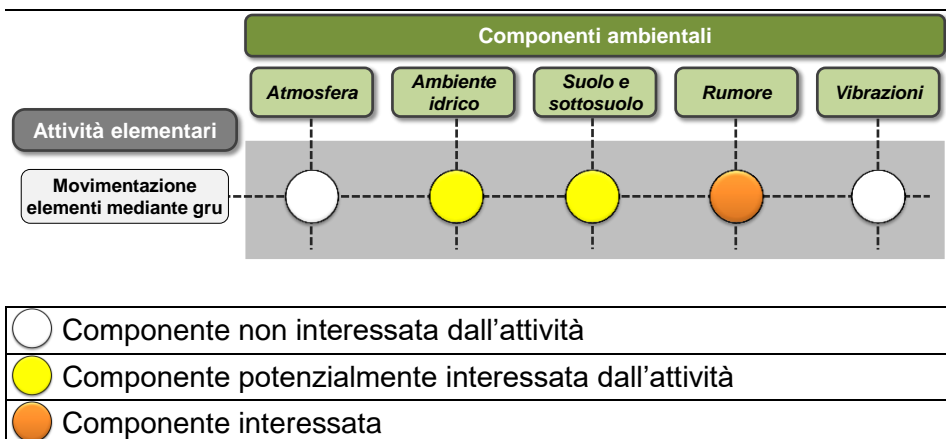 Componenti ambientali
Atmosfera
Ambiente
idrico
Suolo e
sottosuolo
Rumore
Vibrazioni
Attività elementari
Movimentazione
elementi mediante gru
Componente non interessata dall’attività
Componente potenzialmente interessata dall’attività
Componente interessata